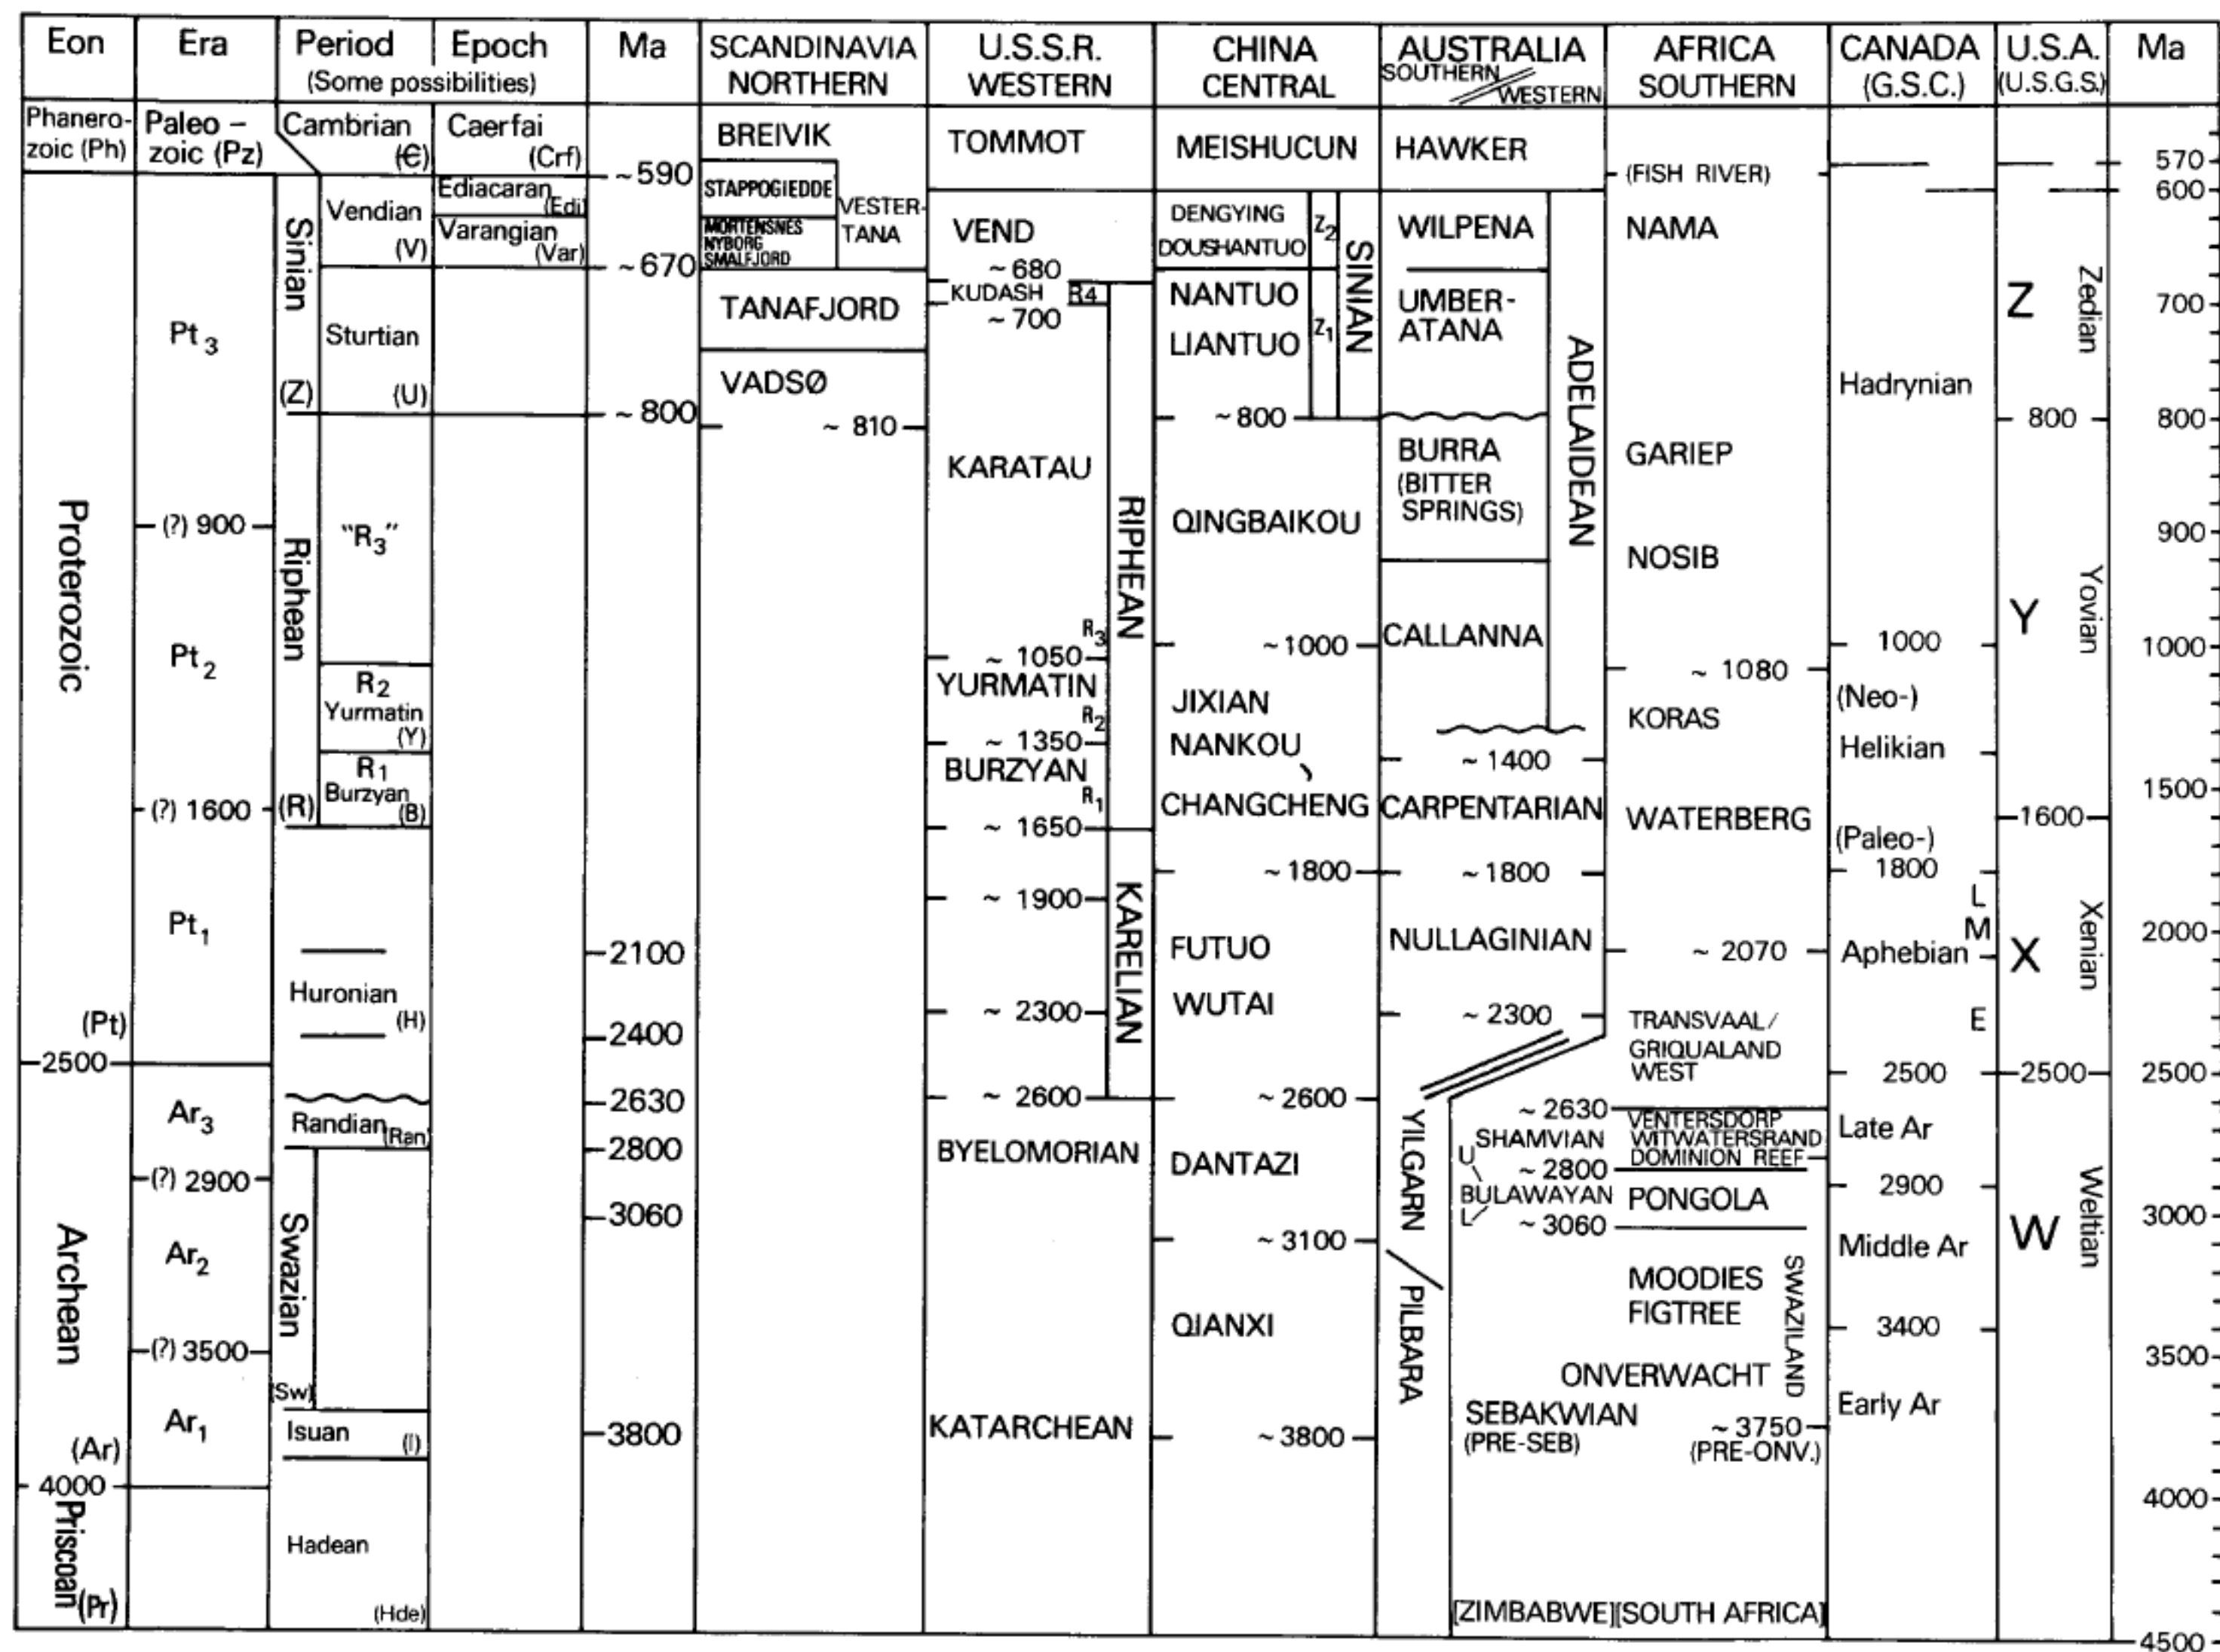 Eon
Era
Period
Epoch
(Some possibilities)
Ma
SCANDINAVIA
NORTHERN
U.S.S.R.
WESTERN
CHINA
CENTRAL
AUSTRALIA
SOUTHERN
WESTERN
AFRICA
SOUTHERN
CANADA
(G.S.C.)
U.S.A.
(U.S.G.S.)
Ma
Phanero-
zoic (Ph)
Proterozoic
(Pt)
2500
Archean
(Ar)
4000
Priscoan
(Pr)
Paleo –
zoic (Pz)
Pt3
(?) 900
Pt2
(?) 1600
Pt1
Ar3
(?) 2900
Ar2
(?) 3500
Ar1
Cambrian
(Є)
Sinian
(Z)
Vendian
(V)
Sturtian
(U)
Riphean
(R)
"R3"
R2
Yurmatin
(Y)
R1
Burzyan
(B)
Huronian
(H)
Randian (Ran)
Swazian
(Sw)
Isuan
(I)
Hadean
(Hde)
Caerfai
(Crf)
Ediacaran
(Edi)
Varangian
(Var)
~590
~670
~800
2100
2400
2630
2800
3060
3800
BREIVIK
STAPPOGIEDDE
MORTENSNES
NYBORG
SMALFJORD
VESTER-
TANA
TANAFJORD
VADSØ
~ 810
TOMMOT
VEND
~ 680
KUDASH R4
~ 700
KARATAU
RIPHEAN
R3
~ 1050
YURMATIN
R2
~ 1350
BURZYAN
R1
~ 1650
~ 1900
KARELIAN
~ 2300
~ 2600
BYELOMORIAN
KATARCHEAN
MEISHUCUN
DENGYING
DOUSHANTUO
Z2
SINIAN
NANTUO
LIANTUO
Z1
~ 800
QINGBAIKOU
~1000
JIXIAN
NANKOU
CHANGCHENG
~1800
FUTUO
WUTAI
~ 2600
DANTAZI
~ 3100
QIANXI
~3800
HAWKER
WILPENA
UMBER-
ATANA
ADELAIDEAN
BURRA
(BITTER
SPRINGS)
CALLANNA
~ 1400
CARPENTARIAN
~ 1800
NULLAGINIAN
~ 2300
YILGARN
PILBARA
(FISH RIVER)
NAMA
GARIEP
NOSIB
~ 1080
KORAS
WATERBERG
~ 2070
TRANSVAAL/
GRIQUALAND
WEST
~ 2630
VENTERSDORP
SHAMVIAN
WITWATERSRAND
U
DOMINION REEF
~ 2800
BULAWAYAN
PONGOLA
L
~ 3060
MOODIES
FIGTREE
SWAZILAND
ONVERWACHT
SEBAKWIAN
(PRE-SEB)
~ 3750
(PRE-ONV.)
[ZIMBABWE][SOUTH AFRICA]
Hadrynian
1000
(Neo-)
Helikian
(Paleo-)
1800
L
M
Aphebian
E
2500
Late Ar
2900
Middle Ar
3400
Early Ar
Z
Zedian
800
Y
Yovian
1600
X
Xenian
2500
W
Weltian
570
600
700
800
900
1000
1500
2000
2500
3000
3500
4000
4500